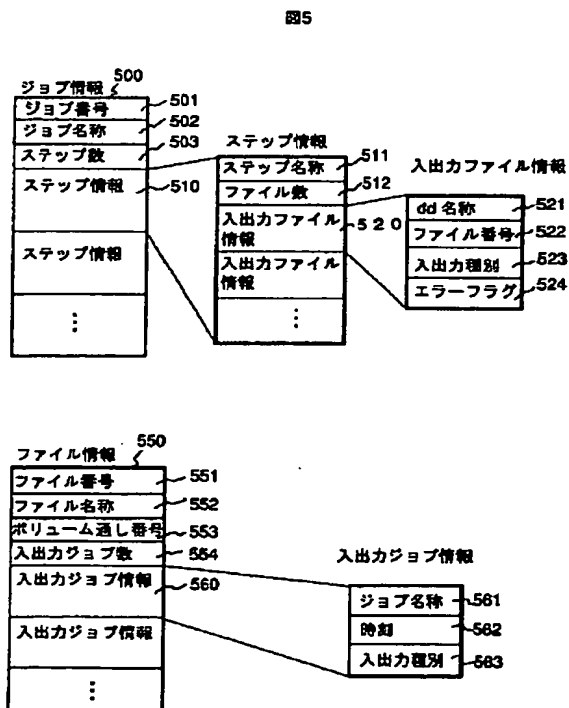 図5
ジョブ情報
500
ジョブ番号
501
ジョブ名称
502
ステップ数
503
ステップ情報
510
ステップ情報
⋮
ステップ情報
ステップ名称
511
ファイル数
512
入出力ファイル
情報
520
入出力ファイル
情報
⋮
入出力ファイル情報
dd 名称
521
ファイル番号
522
入出力種別
523
エラーフラグ
524
ファイル情報
550
ファイル番号
551
ファイル名称
552
ボリューム通し番号
553
入出力ジョブ数
554
入出力ジョブ情報
560
入出力ジョブ情報
⋮
入出力ジョブ情報
ジョブ名称
561
時刻
562
入出力種別
563